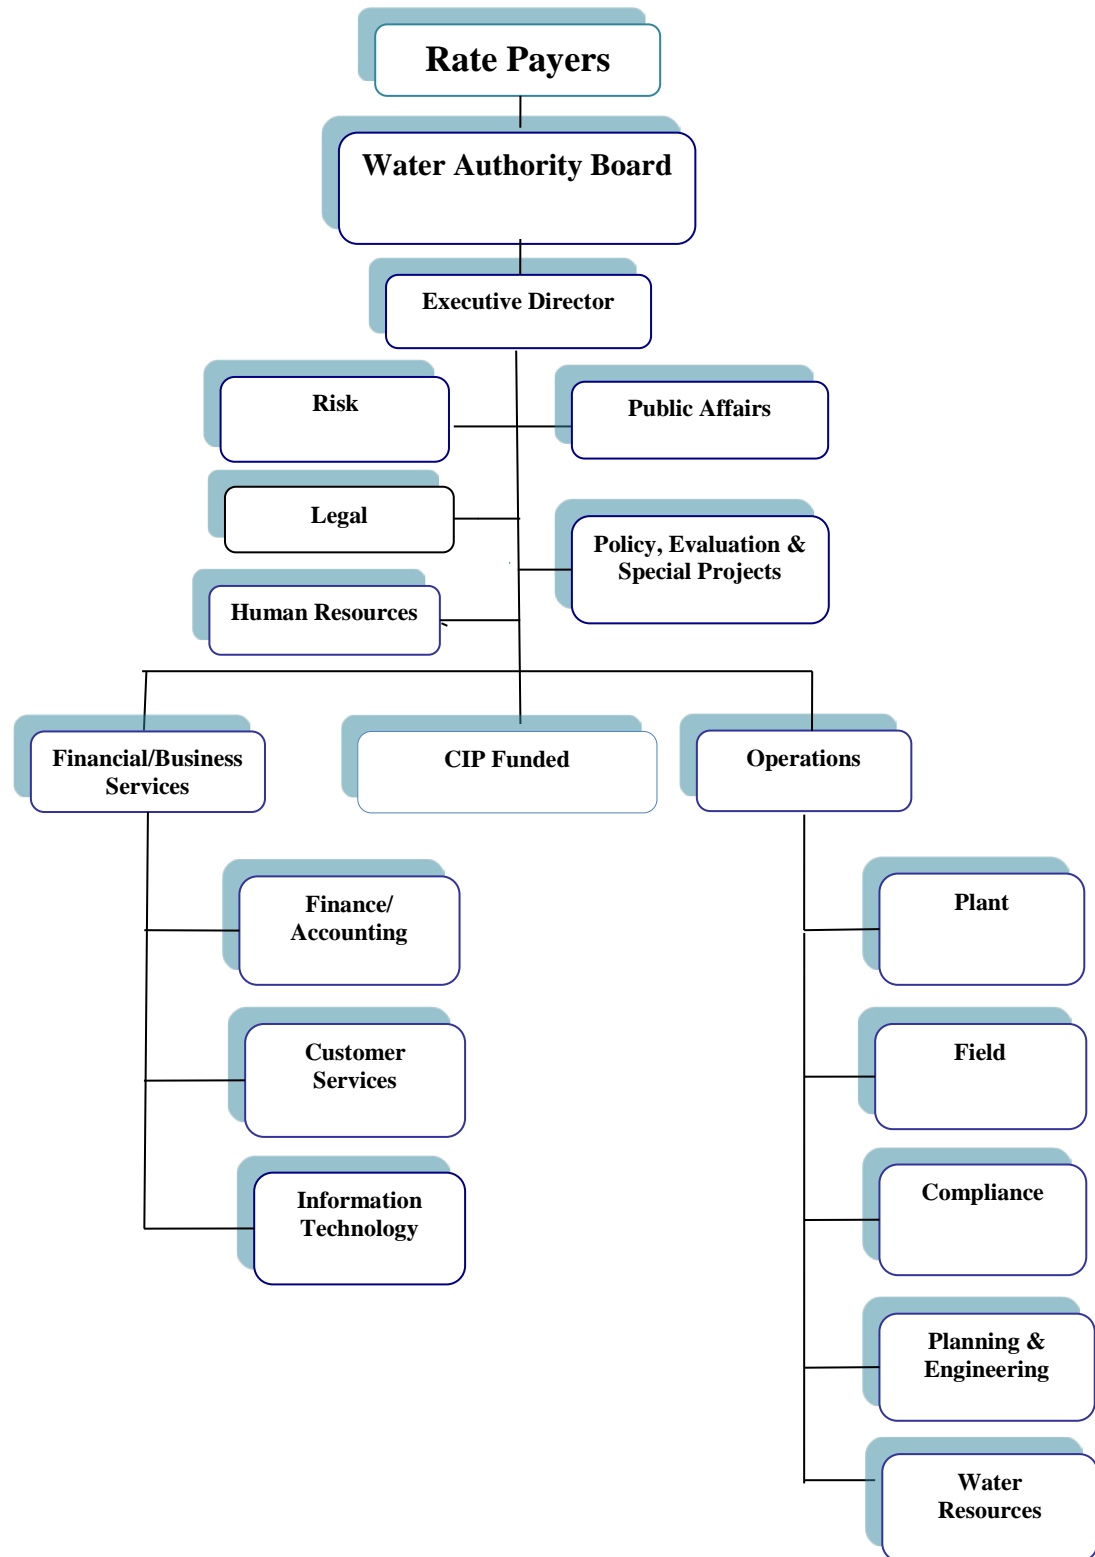 Rate Payers
Water Authority Board
Executive Director
Risk
Public Affairs
Legal
Policy, Evaluation &
Special Projects
Human Resources
Financial/Business
Services
CIP Funded
Operations
Finance/
Accounting
Plant
Customer
Services
Field
Information
Technology
Compliance
Planning &
Engineering
Water
Resources